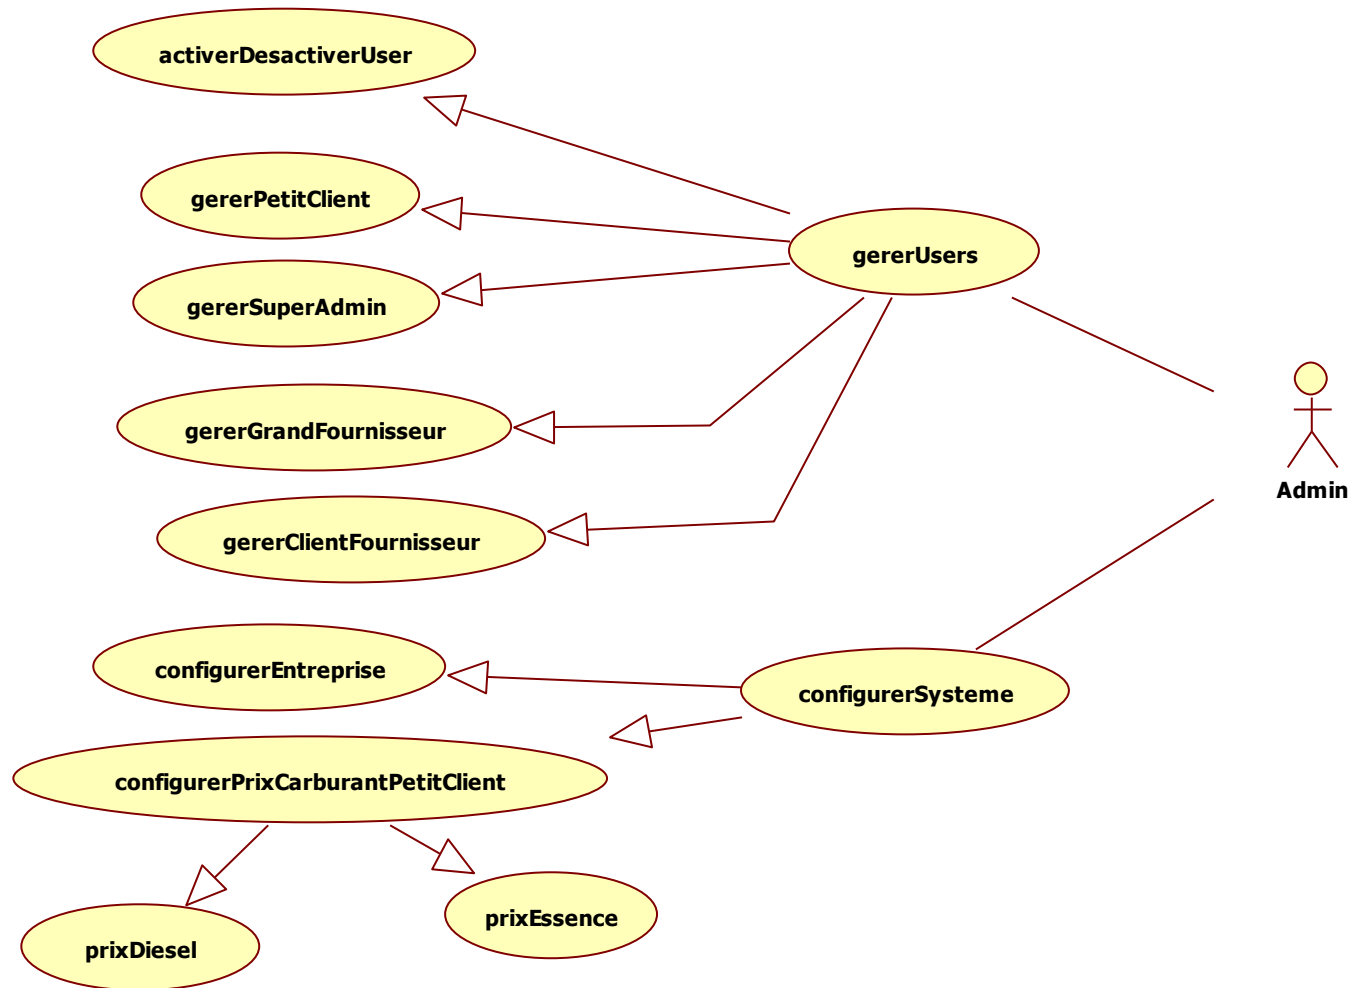 activerDesactiverUser
gererPetitClient
gererUsers
gererSuperAdmin
gererGrandFournisseur
Admin
gererClientFournisseur
configurerEntreprise
configurerSysteme
configurerPrixCarburantPetitClient
prixEssence
prixDiesel